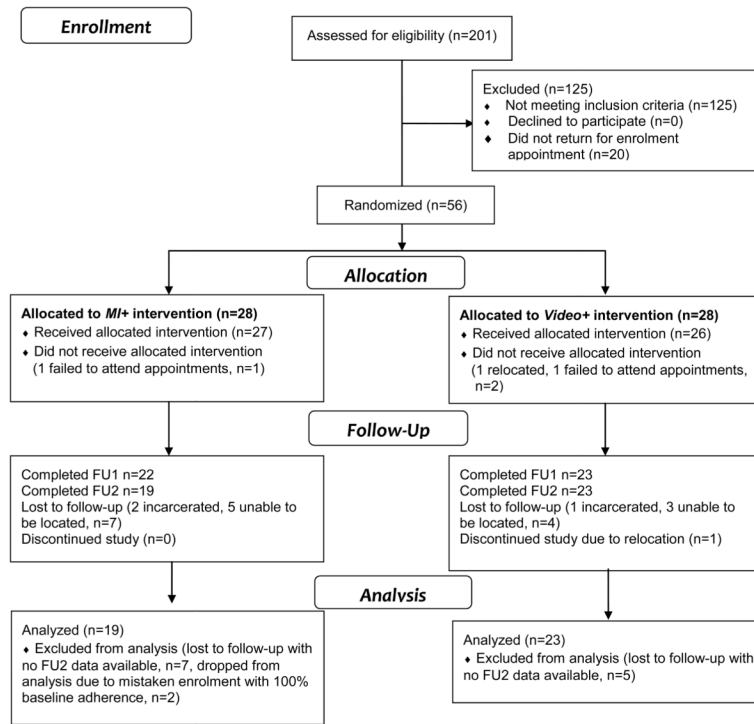 Enrollment
Assessed for eligibility (n=201)
Excluded (n=125)
♦ Not meeting inclusion criteria (n=125)
♦ Declined to participate (n=0)
♦ Did not return for enrolment
appointment (n=20)
Randomized (n=56)
Allocation
Allocated to MI+ intervention (n=28)
♦ Received allocated intervention (n=27)
♦ Did not receive allocated intervention
(1 failed to attend appointments, n=1)
Allocated to Video+ intervention (n=28)
♦ Received allocated intervention (n=26)
♦ Did not receive allocated intervention
(1 relocated, 1 failed to attend appointments,
n=2)
Follow-Up
Completed FU1 n=22
Completed FU2 n=19
Lost to follow-up (2 incarcerated, 5 unable to
be located, n=7)
Discontinued study (n=0)
Completed FU1 n=23
Completed FU2 n=23
Lost to follow-up (1 incarcerated, 3 unable to
be located, n=4)
Discontinued study due to relocation (n=1)
Analysis
Analyzed (n=19)
♦ Excluded from analysis (lost to follow-up with
no FU2 data available, n=7, dropped from
analysis due to mistaken enrolment with 100%
baseline adherence, n=2)
Analyzed (n=23)
♦ Excluded from analysis (lost to follow-up with
no FU2 data available, n=5)